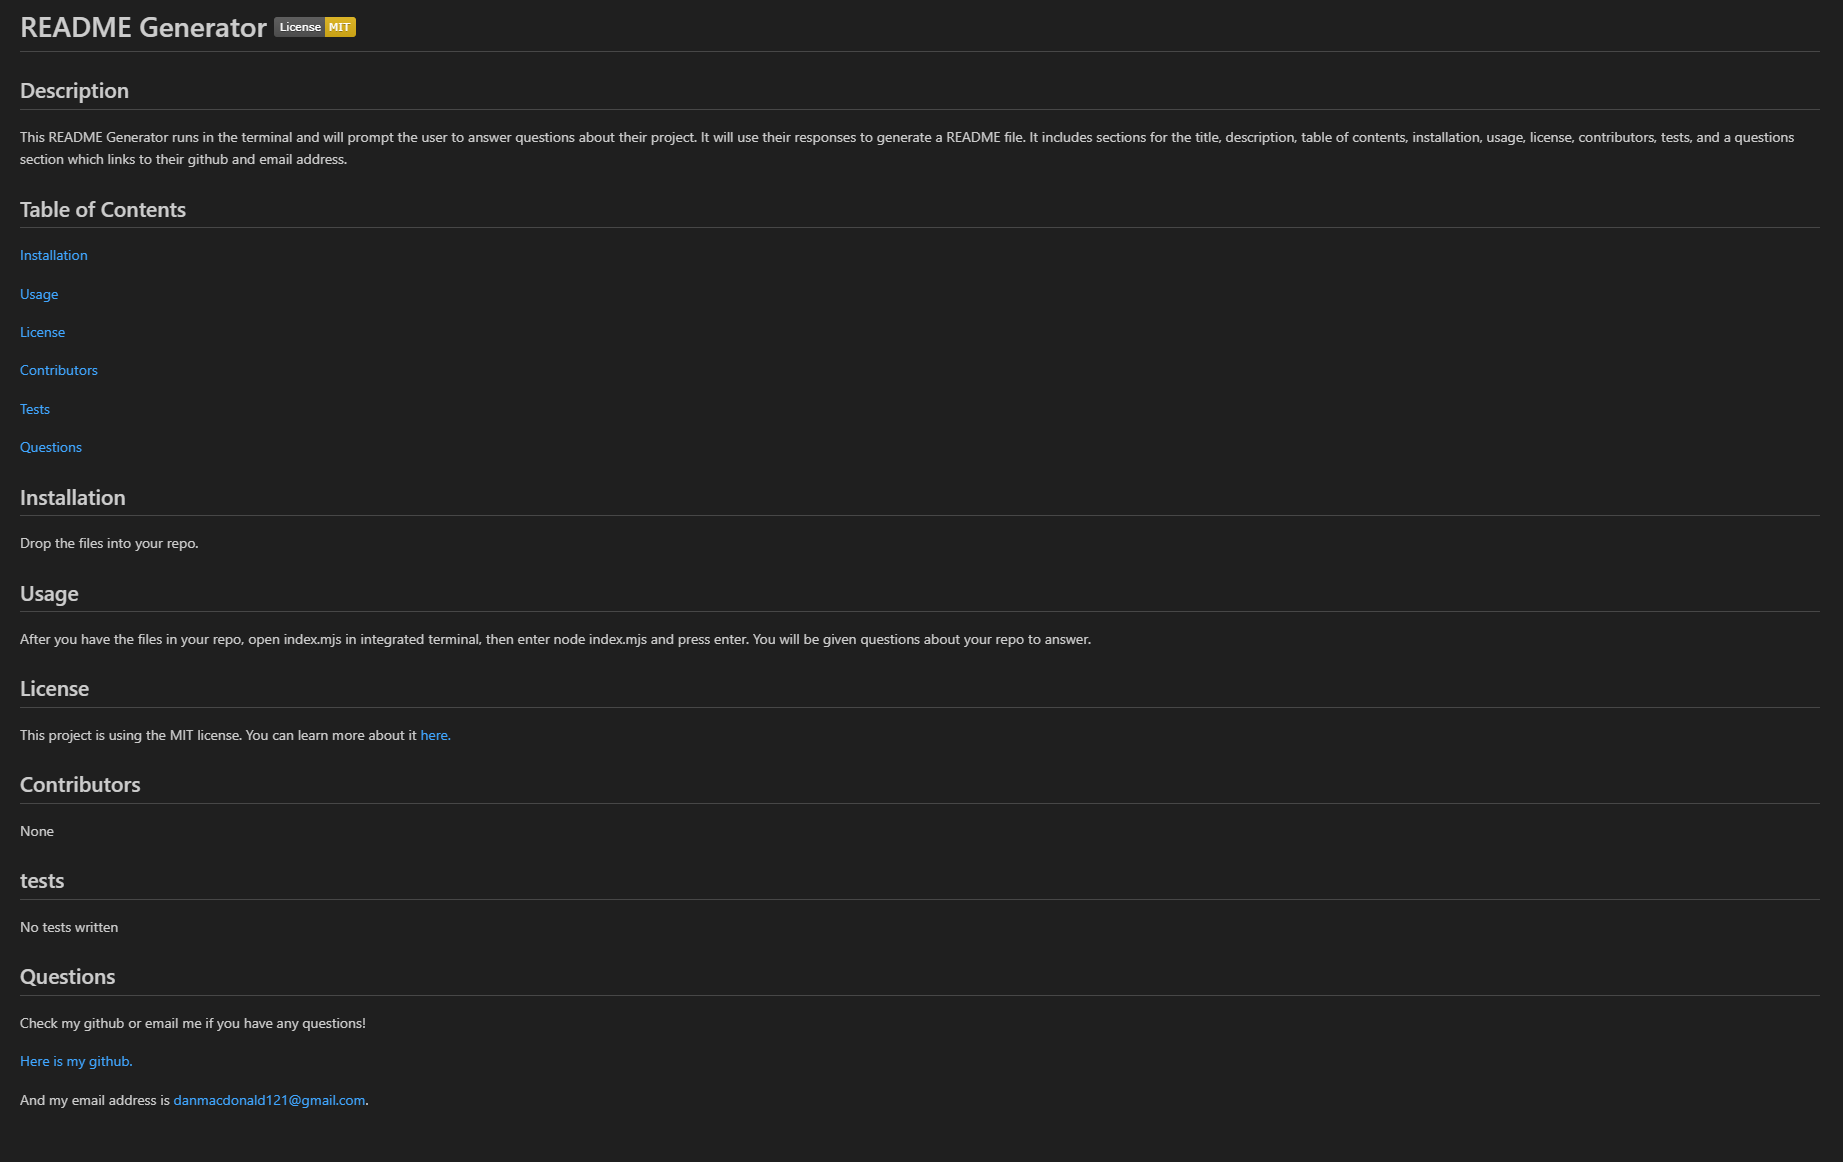 README Generator License MIT
Description
This README Generator runs in the terminal and will prompt the user to answer questions about their project. It will use their responses to generate a README file. It includes sections for the title, description, table of contents, installation, usage, license, contributors, tests, and a questions
section which links to their github and email address.
Table of Contents
Installation
Usage
License
Contributors
Tests
Questions
Installation
Drop the files into your repo.
Usage
After you have the files in your repo, open index.mjs in integrated terminal, then enter node index.mjs and press enter. You will be given questions about your repo to answer.
License
This project is using the MIT license. You can learn more about it here.
Contributors
None
tests
No tests written
Questions
Check my github or email me if you have any questions!
Here is my github.
And my email address is danmacdonald121@gmail.com.